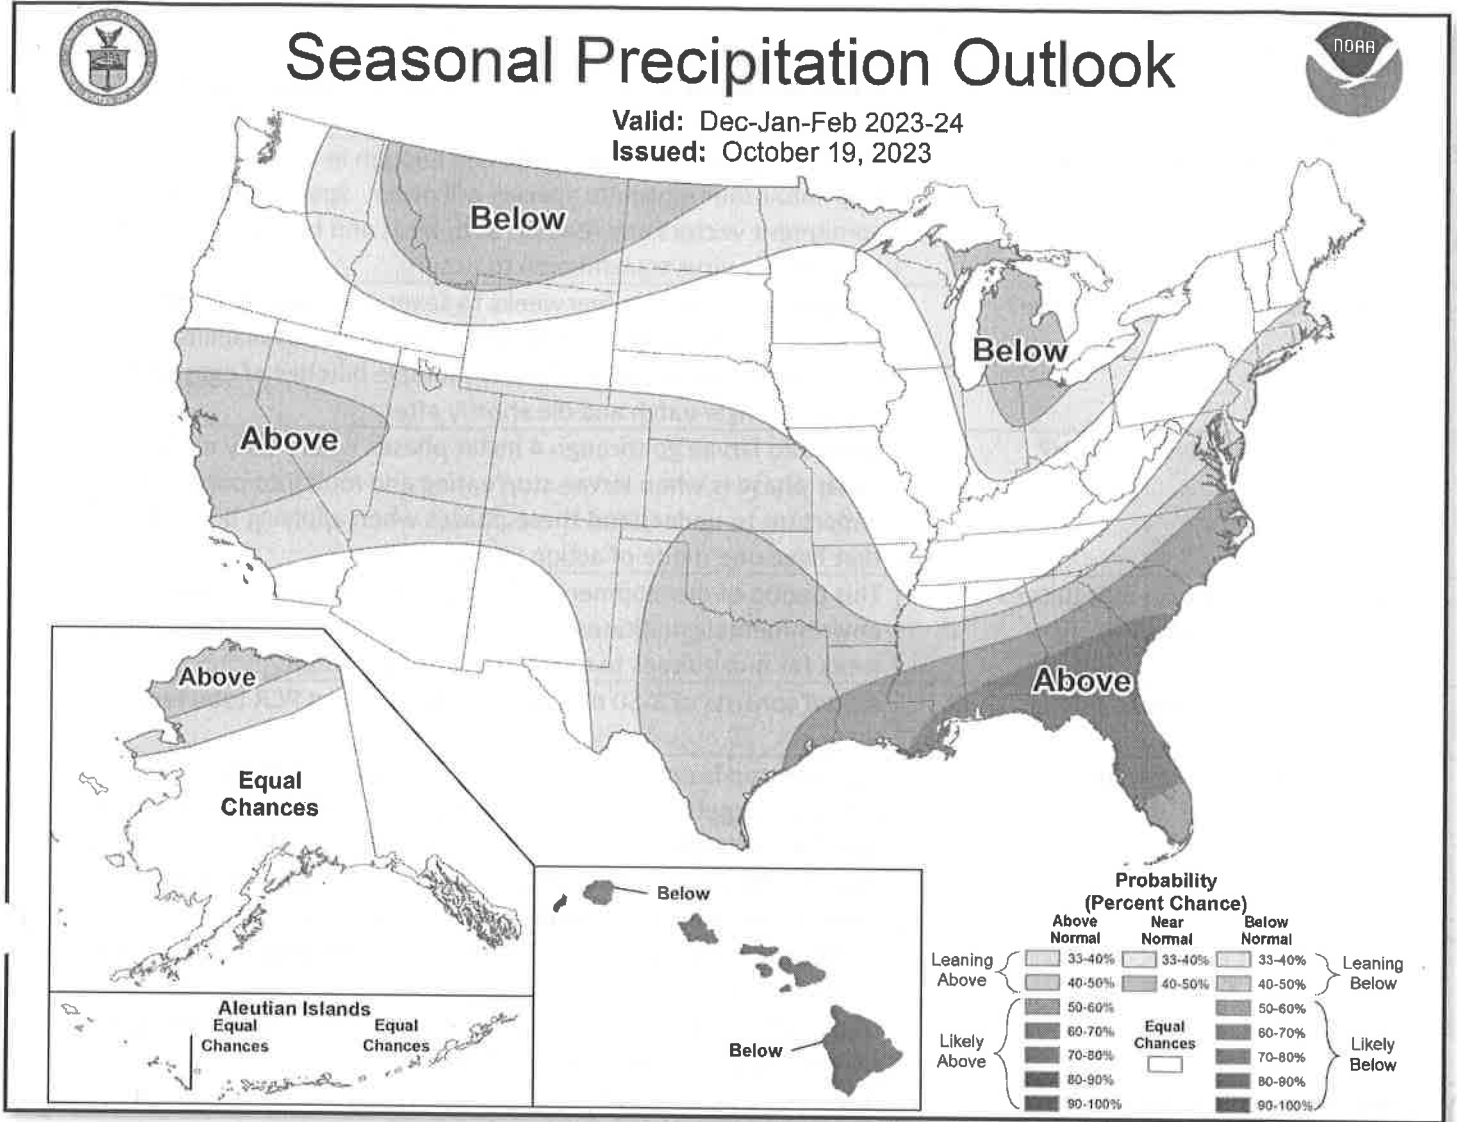 Seasonal Precipitation Outlook
NOAA
Valid: Dec-Jan-Feb 2023-24
Issued: October 19, 2023
Below
Below
Above
Above
Above
Equal
Chances
Below
Below
Aleutian Islands
Equal
Chances
Equal
Chances
Probability
(Percent Chance)
Above
Normal
Near
Normal
Below
Normal
Leaning
Above
33-40%
33-40%
33-40%
Leaning
Below
40-50%
40-50%
40-50%
Likely
Above
50-60%
50-60%
60-70%
Equal
Chances
60-70%
Likely
Below
70-80%
70-80%
80-90%
80-90%
90-100%
90-100%